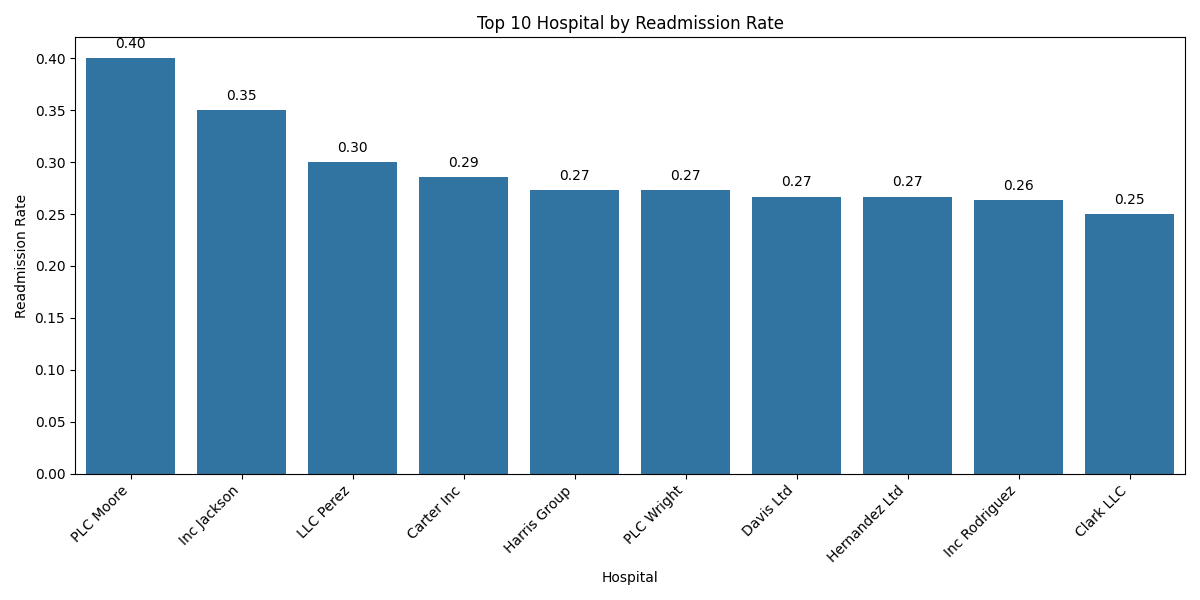 Top 10 Hospital by Readmission Rate
0.40
0.35
0.30
0.29
0.27
0.27
0.27
0.27
0.26
0.25
0.40
0.35
0.30
0.25
0.20
0.15
0.10
0.05
0.00
Readmission Rate
PLC Moore
Inc Jackson
LLC Perez
Carter Inc
Harris Group
PLC Wright
Davis Ltd
Hernandez Ltd
Inc Rodriguez
Clark LLC
Hospital